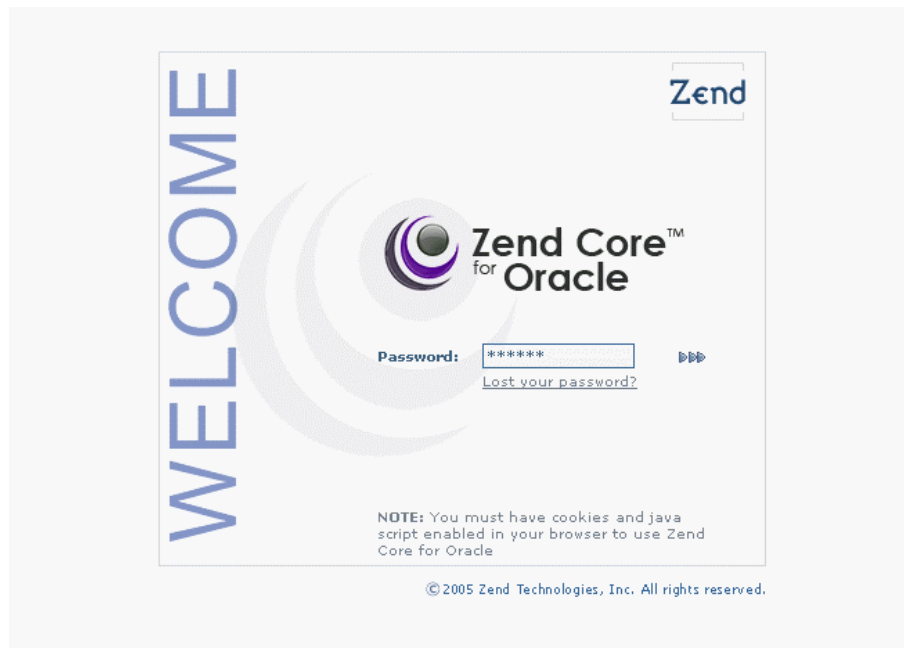 WELCOME
Zend
Zend Core™
for Oracle
Password: ******
Lost your password?
NOTE: You must have cookies and java
script enabled in your browser to use Zend
Core for Oracle
©2005 Zend Technologies, Inc. All rights reserved.